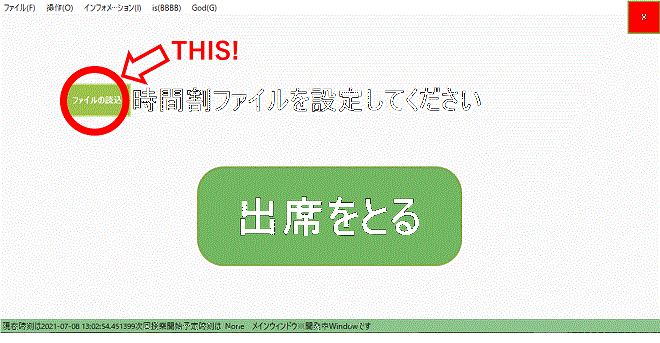 ファイル(F) 操作(O) インフォメーション(I) is(BBBB) God(G)
×
THIS!
ファイルの読込 時間割ファイルを設定してください
出席をとる
現在時刻は2021-07-08 13:02:54.451399次回授業開始予定時刻は None メインウィンドウ※開発中Windowです